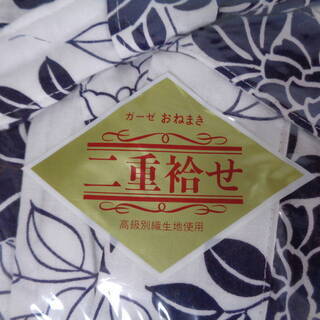 ガーゼ おねまき
二重袷せ
高級別織生地使用